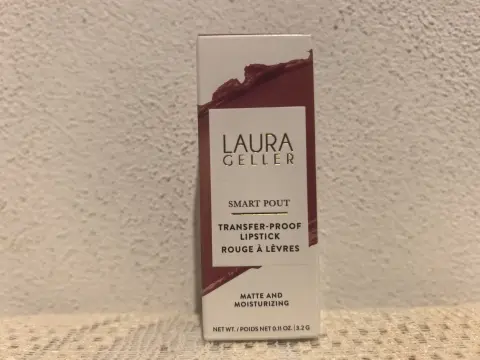 LAURA
GELLER
SMART POUT
TRANSFER-PROOF
LIPSTICK
ROUGE À LÈVRES
MATTE AND
MOISTURIZING
NET WT. / POIDS NET 0.11 OZ. | 3.2 G